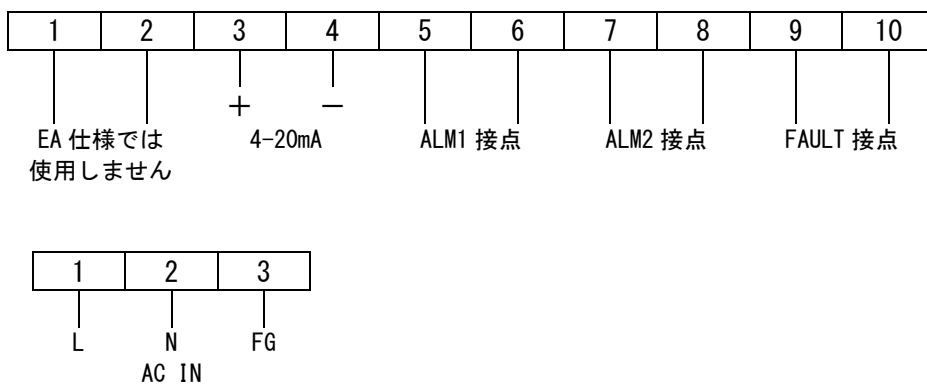 1 2 3 4 5 6 7 8 9 10
+ −
EA 仕様では 4-20mA ALM1 接点 ALM2 接点 FAULT 接点
使用しません
1 2 3
L N FG
AC IN